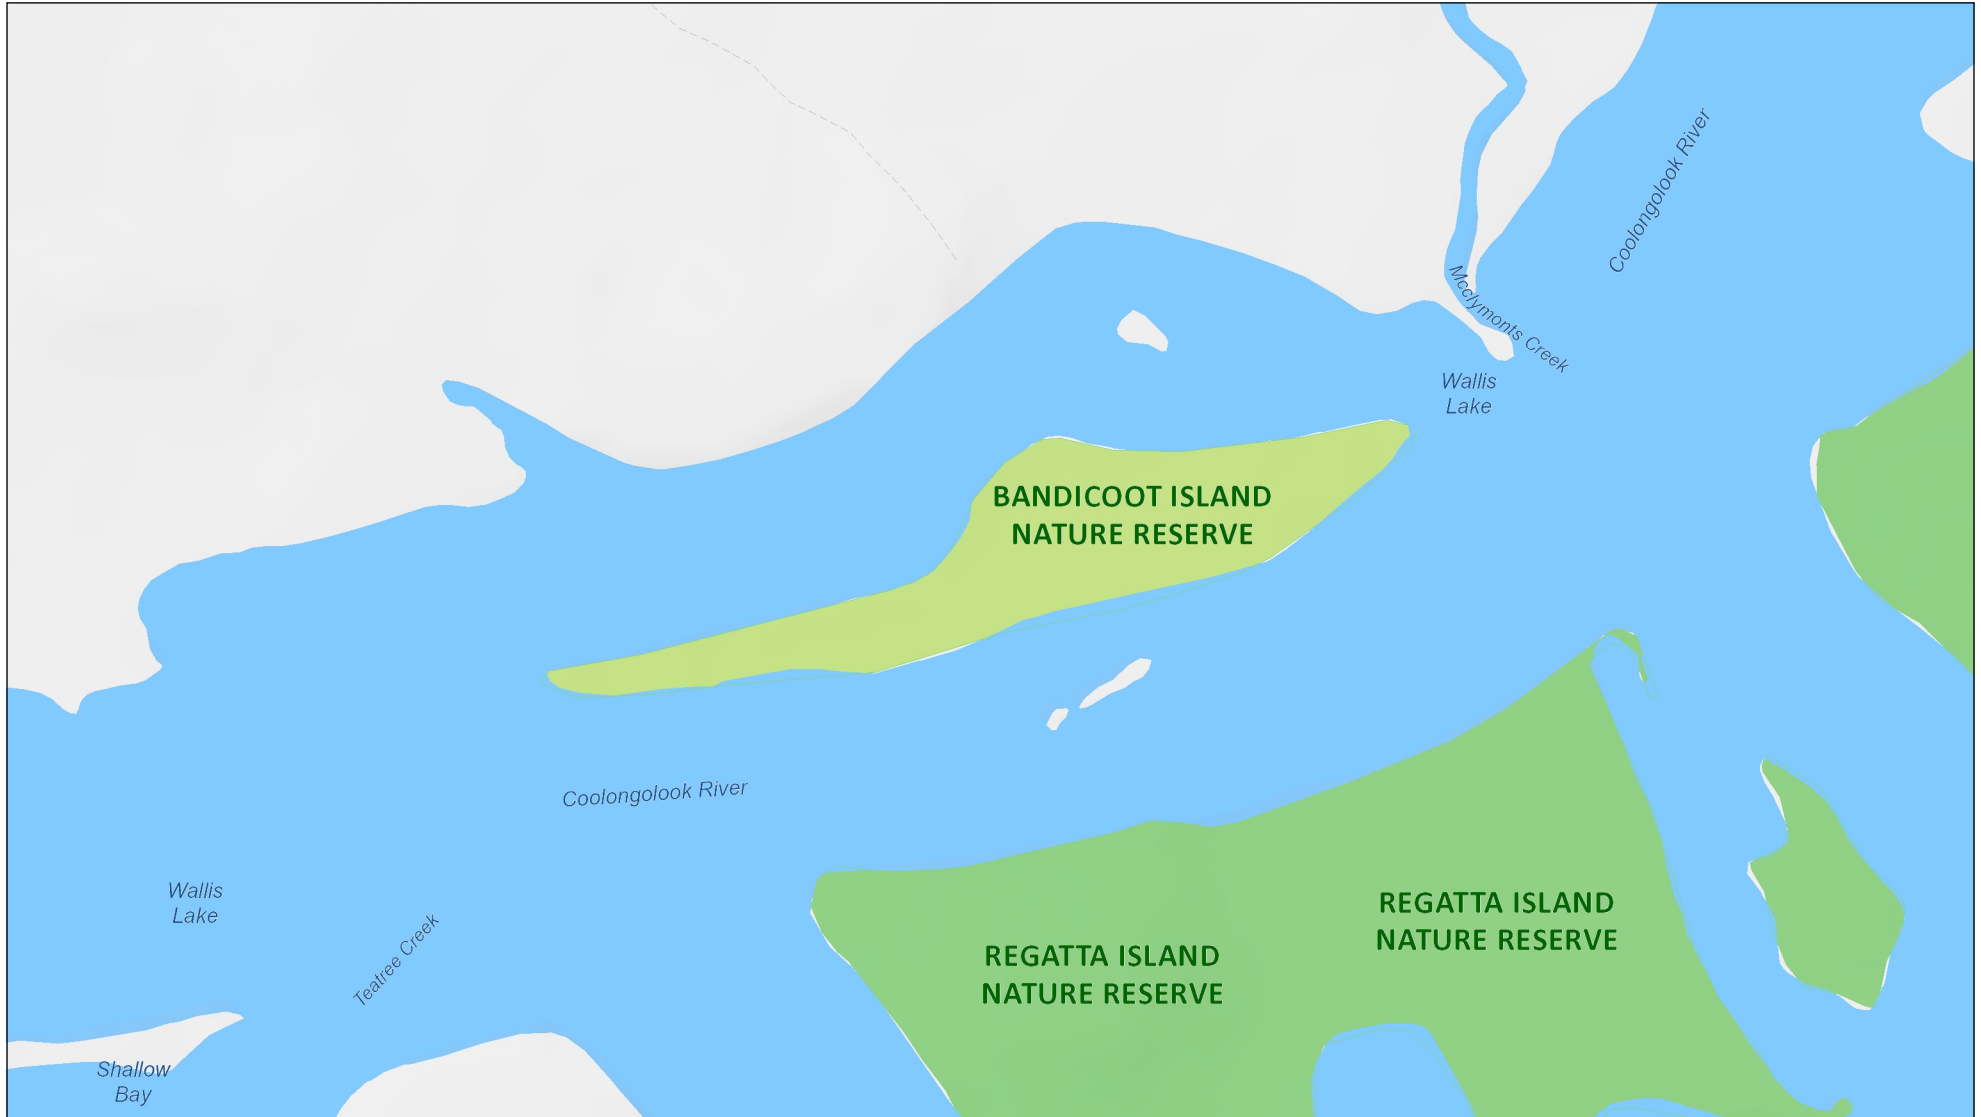 Coolongolook River
Mcclymonts Creek
Wallis
Lake
BANDICOOT ISLAND
NATURE RESERVE
Coolongolook River
Wallis
Lake
Teatree Creek
REGATTA ISLAND
NATURE RESERVE
REGATTA ISLAND
NATURE RESERVE
Shallow
Bay